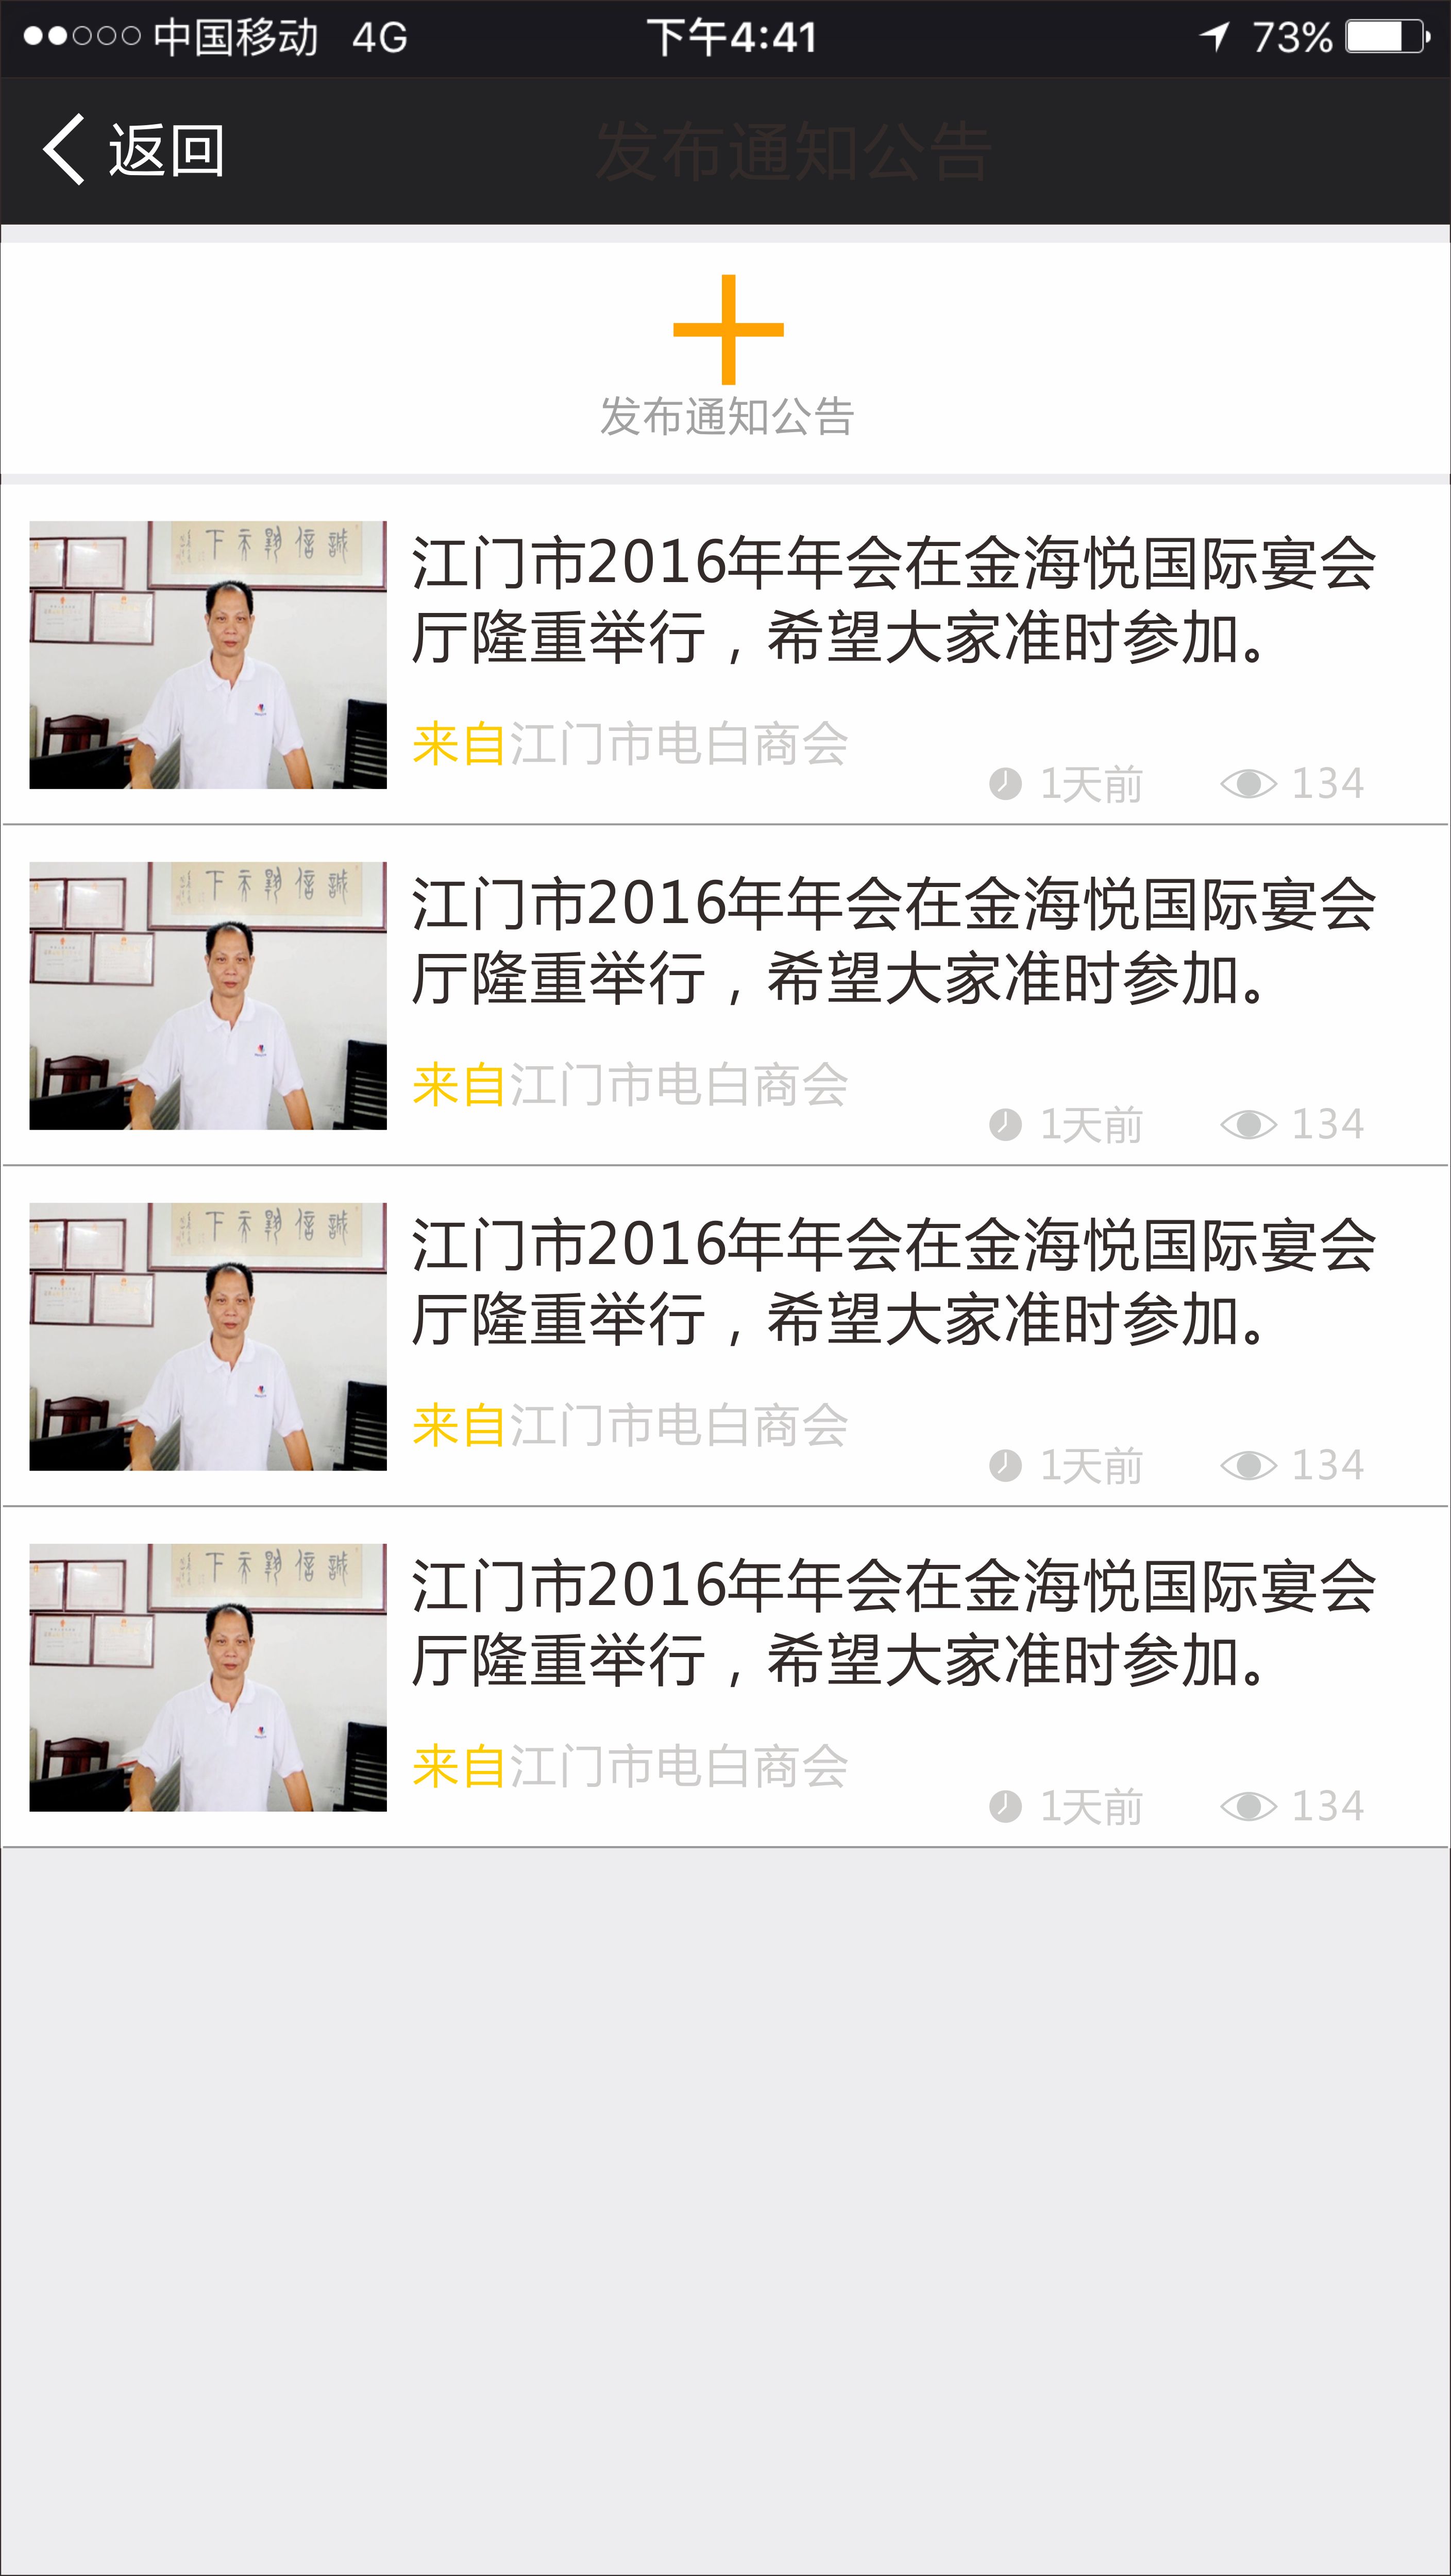 中国移动 4G 下午4:41 73%
返回 发布通知公告
发布通知公告
江门市2016年年会在金海悦国际宴会
厅隆重举行，希望大家准时参加。
来自江门市电白商会
1天前 134
江门市2016年年会在金海悦国际宴会
厅隆重举行，希望大家准时参加。
来自江门市电白商会
1天前 134
江门市2016年年会在金海悦国际宴会
厅隆重举行，希望大家准时参加。
来自江门市电白商会
1天前 134
江门市2016年年会在金海悦国际宴会
厅隆重举行，希望大家准时参加。
来自江门市电白商会
1天前 134